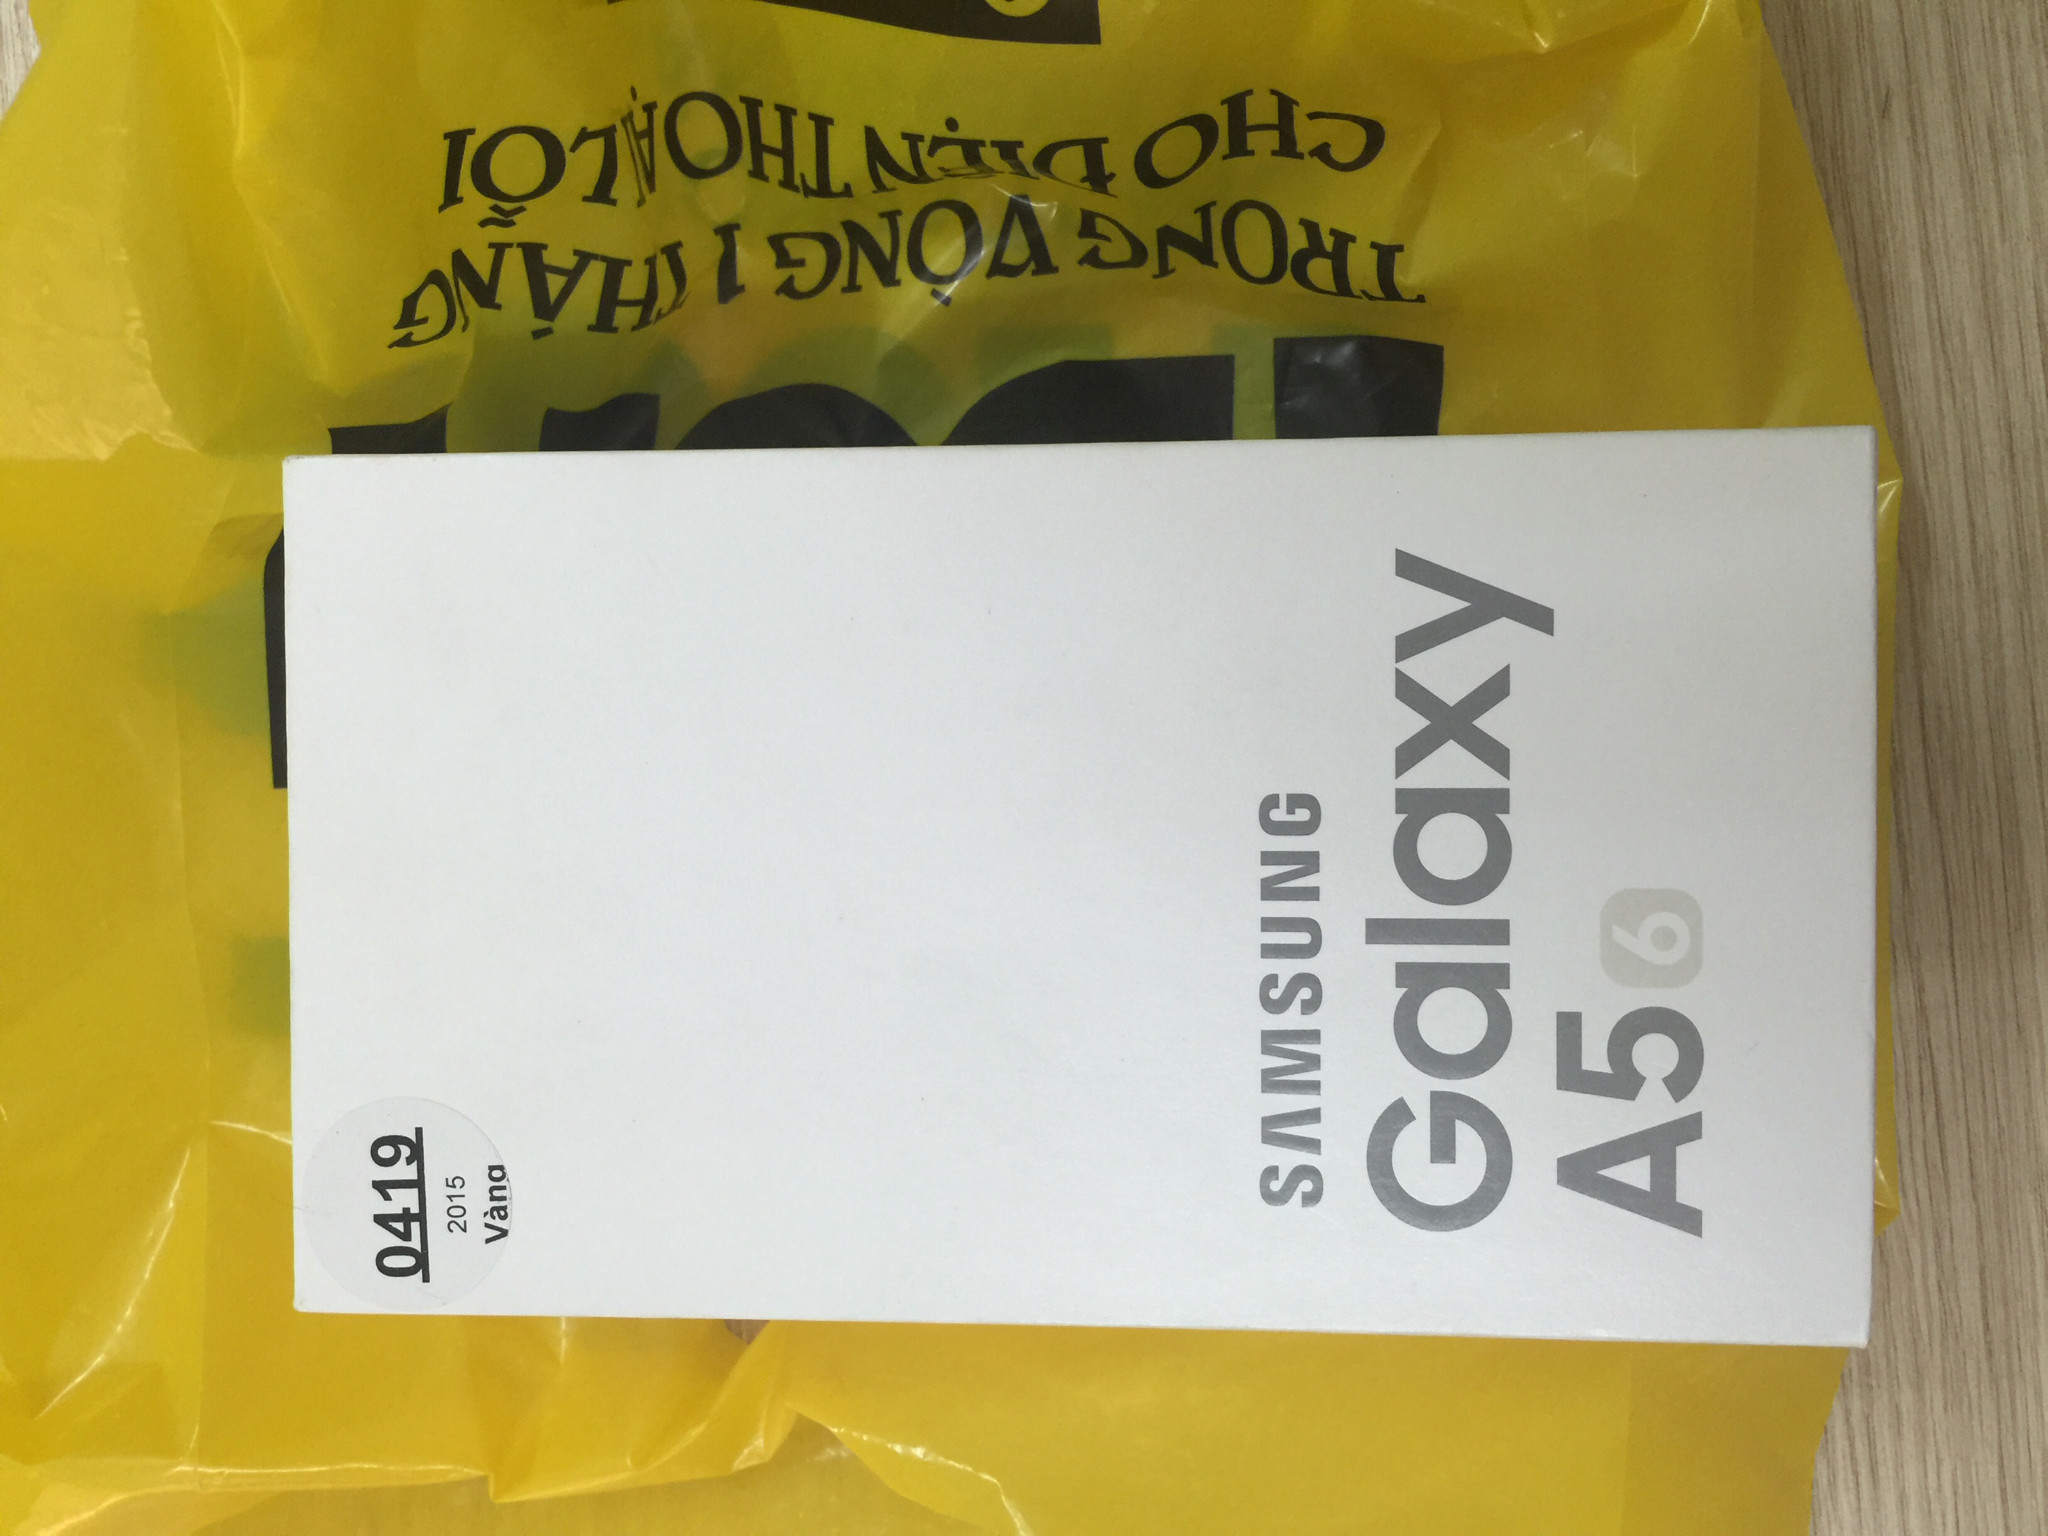 CHO ĐIỆN THOẠI LỖI
TRONG VÒNG 1 THÁNG
SAMSUNG
Galaxy
A5 6
0419
2015
Vàng